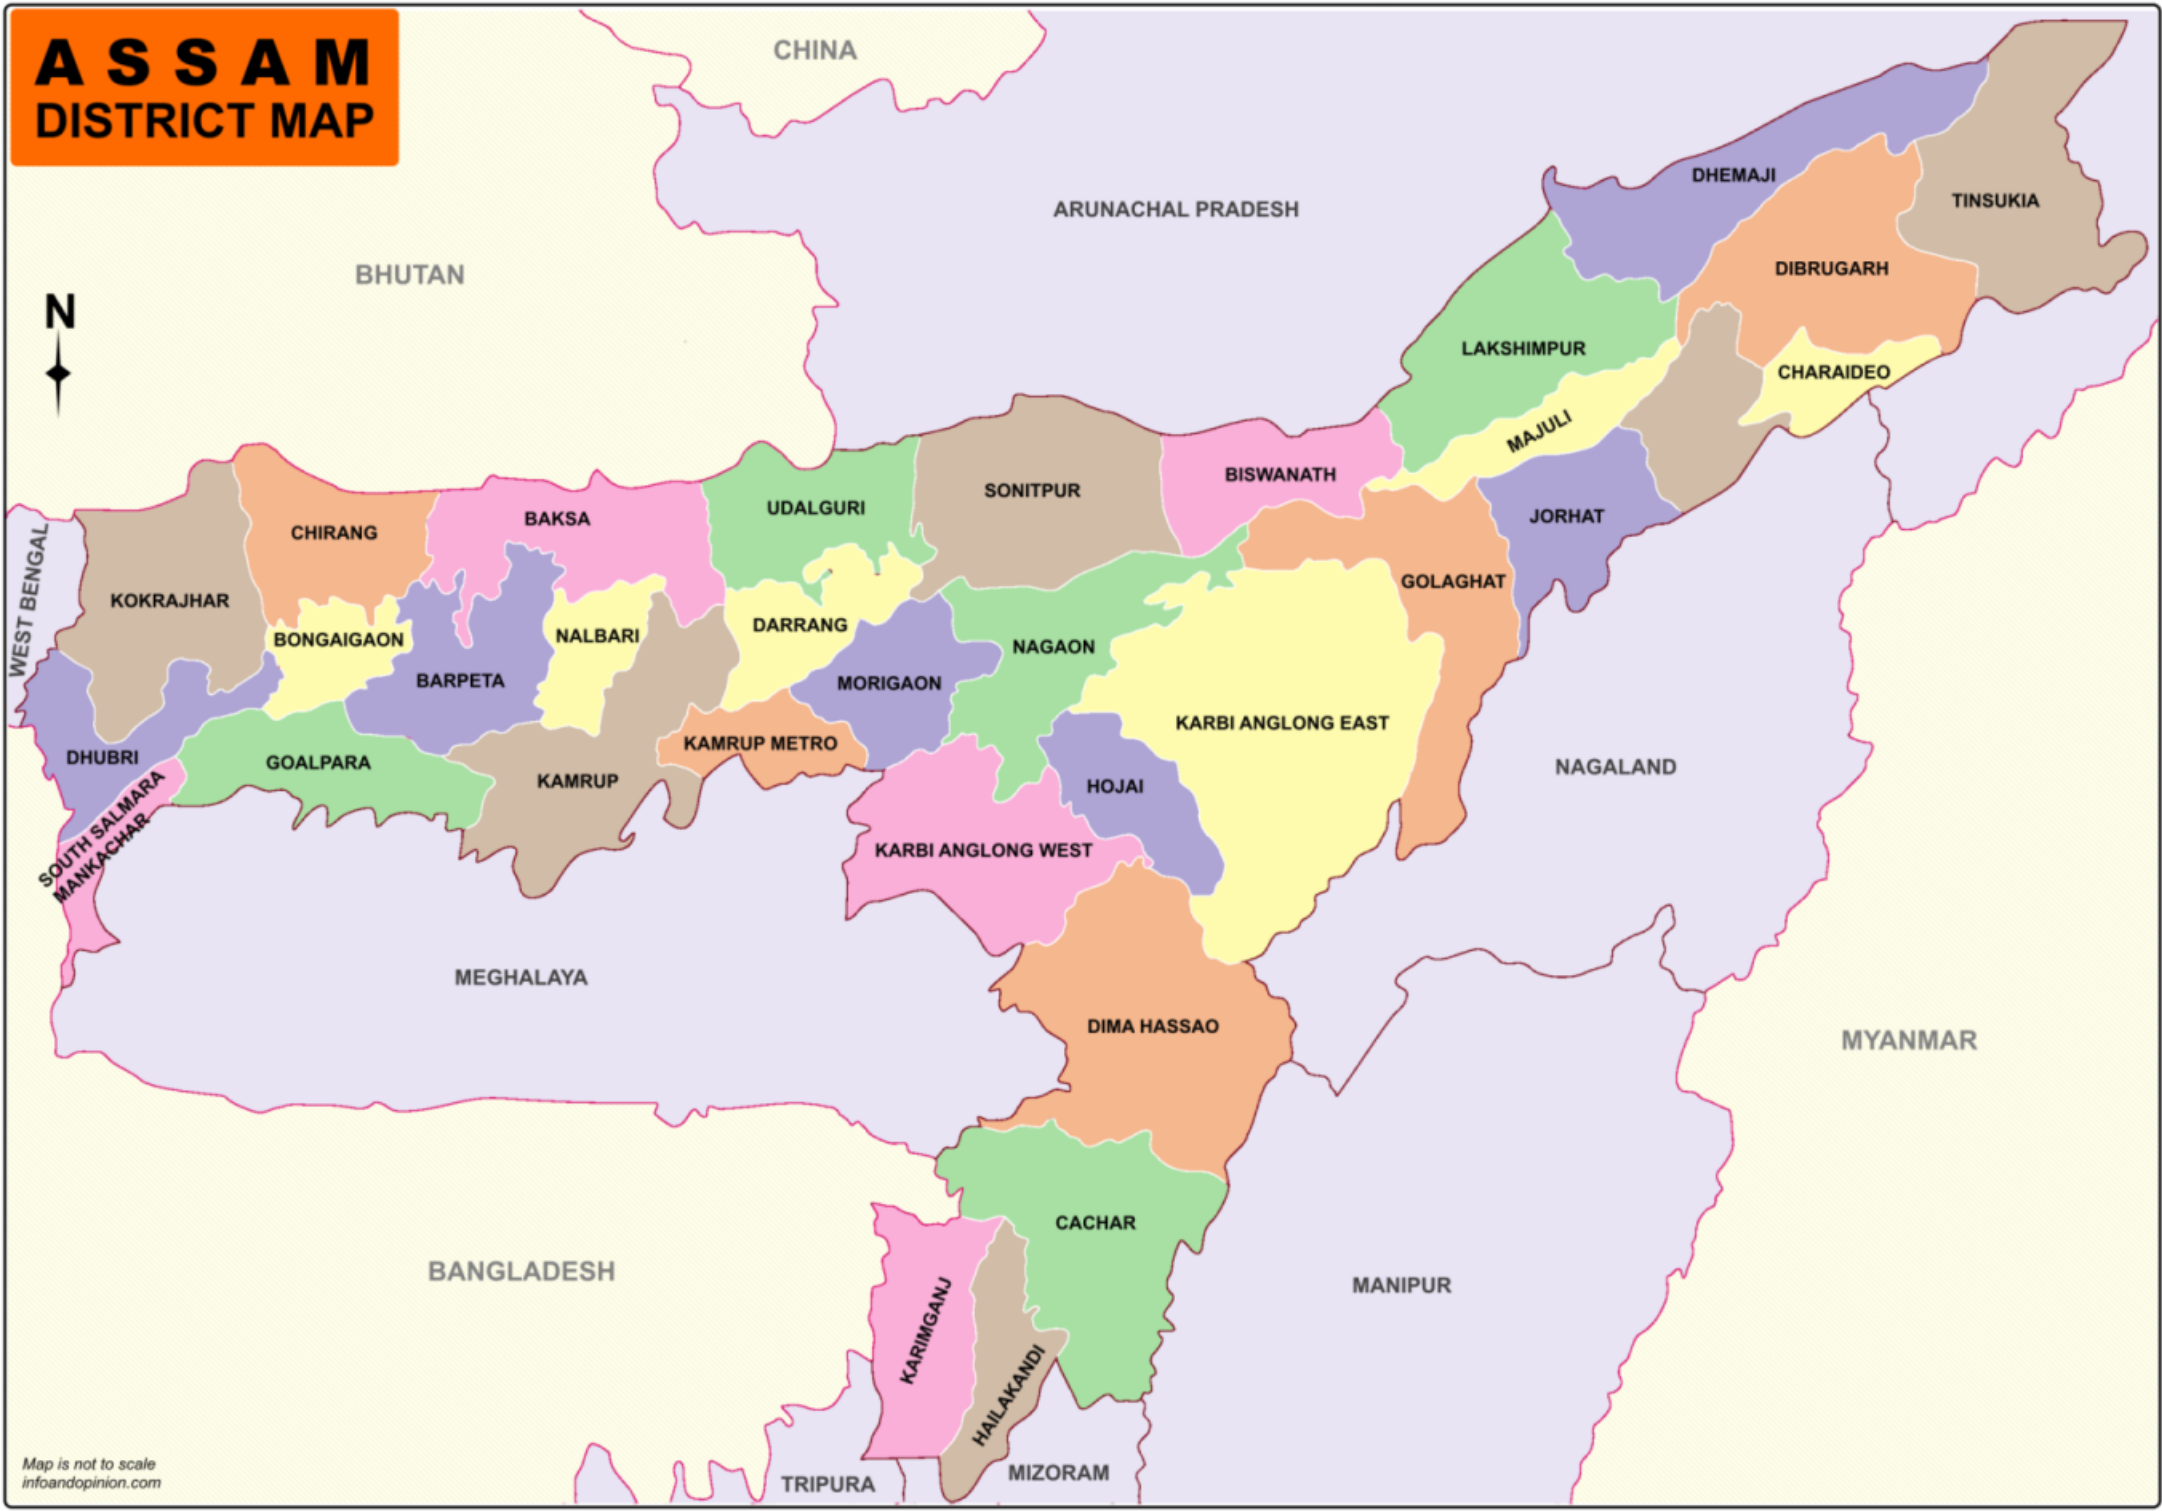 ASSAM
DISTRICT MAP
CHINA
ARUNACHAL PRADESH
DHEMAJI
TINSUKIA
BHUTAN
DIBRUGARH
N
LAKSHIMPUR
CHARAIDEO
MAJULI
BISWANATH
SONITPUR
UDALGURI
BAKSA
CHIRANG
JORHAT
WEST BENGAL
KOKRAJHAR
GOLAGHAT
BONGAIGAON
NALBARI
DARRANG
NAGAON
BARPETA
MORIGAON
KARBI ANGLONG EAST
KAMRUP METRO
DHUBRI
GOALPARA
NAGALAND
KAMRUP
HOJAI
SOUTH SALMARA
MANKACHAR
KARBI ANGLONG WEST
MEGHALAYA
DIMA HASSAO
MYANMAR
CACHAR
BANGLADESH
MANIPUR
KARIMGANJ
HAILAKANDI
Map is not to scale
infoandopinion.com
TRIPURA
MIZORAM